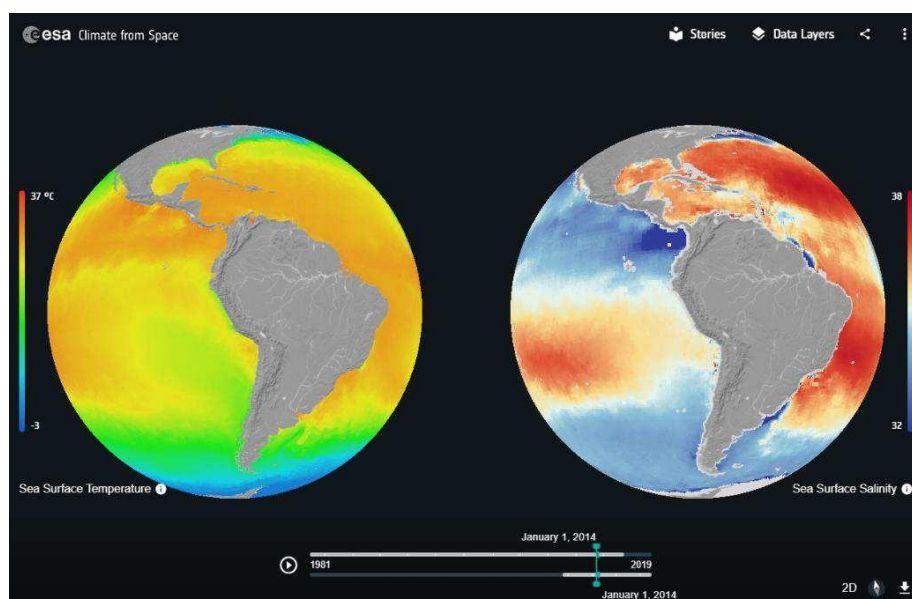 esa Climate from Space
Stories
Data Layers
37 ºC
-3
38
32
Sea Surface Temperature
Sea Surface Salinity
January 1, 2014
1981
2019
January 1, 2014
2D